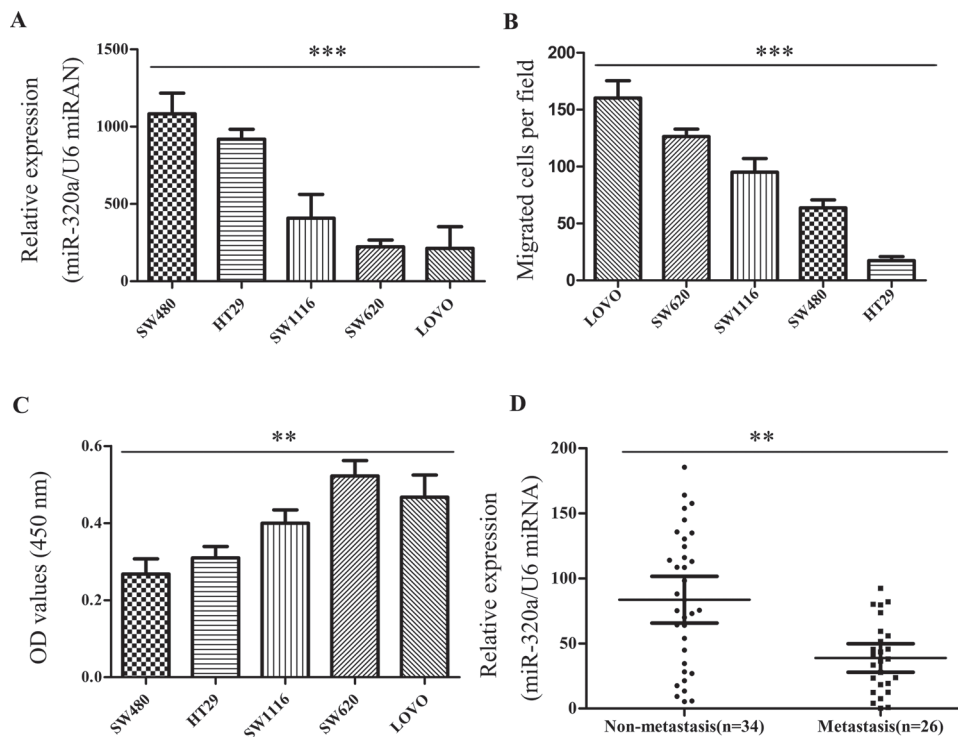 A
***
Relative expression
(miR-320a/U6 miRAN)
1500
1000
500
0
SW480
HT29
SW1116
SW620
LOVO
B
***
Migrated cells per field
200
150
100
50
0
LOVO
SW620
SW1116
SW480
HT29
C
**
OD values (450 nm)
0.6
0.4
0.2
0.0
SW480
HT29
SW1116
SW620
LOVO
D
**
Relative expression
(miR-320a/U6 miRNA)
200
150
100
50
0
Non-metastasis(n=34)
Metastasis(n=26)